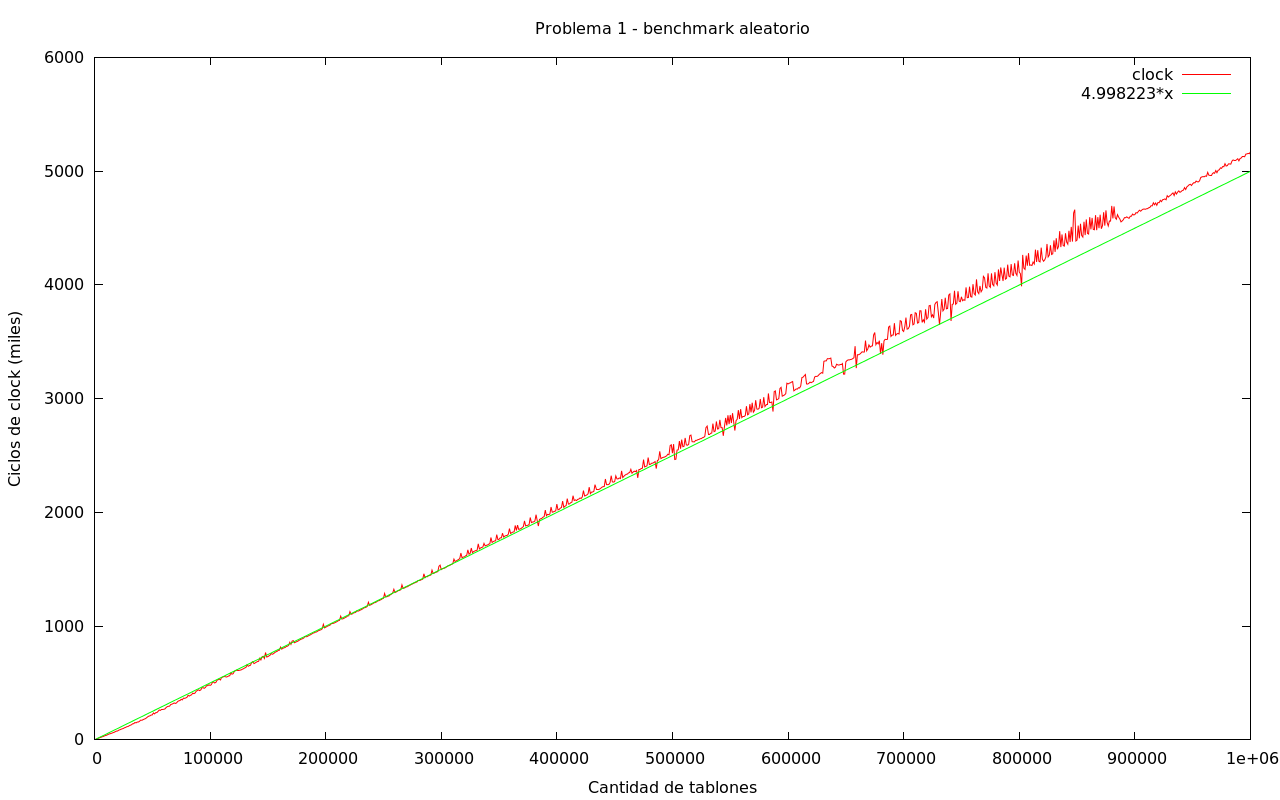 Problema 1 - benchmark aleatorio
clock
4.998223*x
6000
5000
4000
3000
2000
1000
0
Ciclos de clock (miles)
0 100000 200000 300000 400000 500000 600000 700000 800000 900000 1e+06
Cantidad de tablones